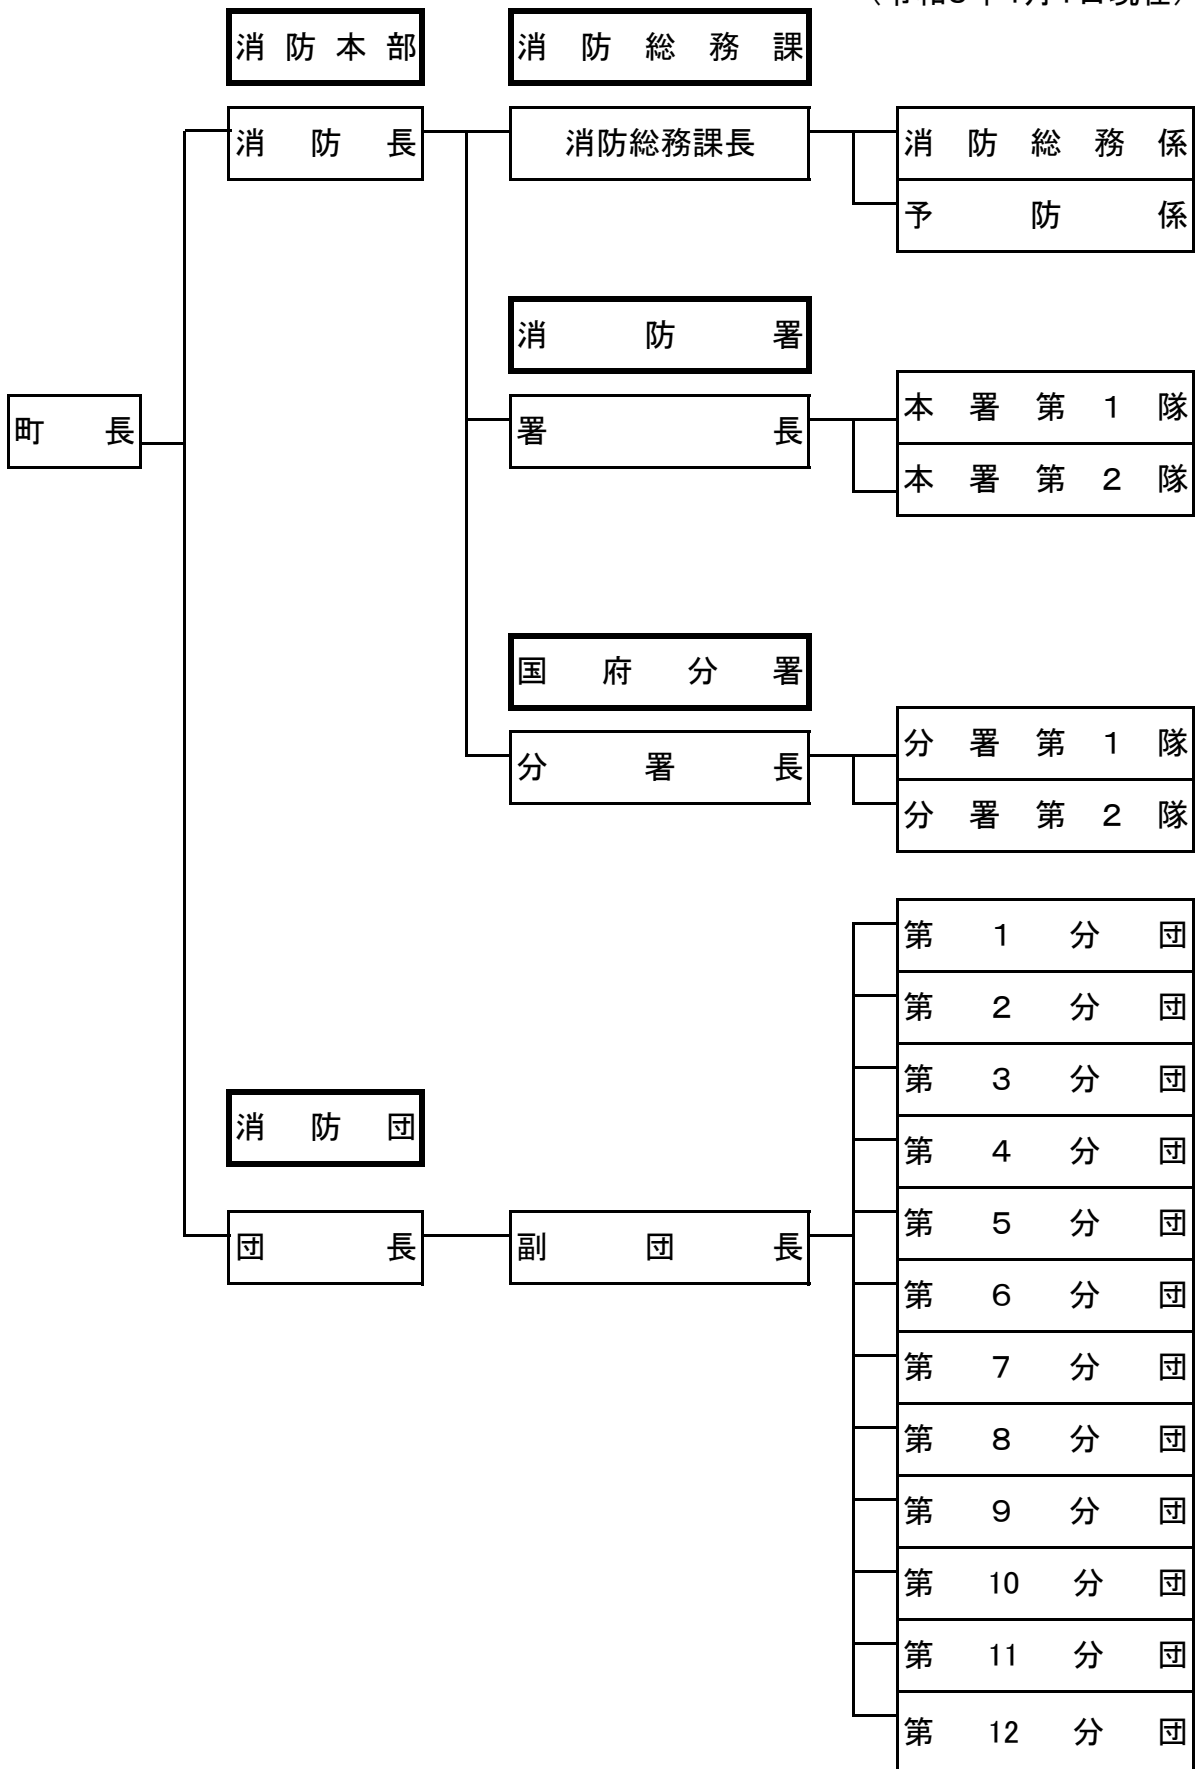 消防本部 消防総務課
消防長 消防総務課長 消防総務係
予防係
消防署
町長 署長 本署第1隊
本署第2隊
国府分署
分署長 分署第1隊
分署第2隊
第1分団
第2分団
第3分団
消防団 第4分団
団長 副団長 第5分団
第6分団
第7分団
第8分団
第9分団
第10分団
第11分団
第12分団